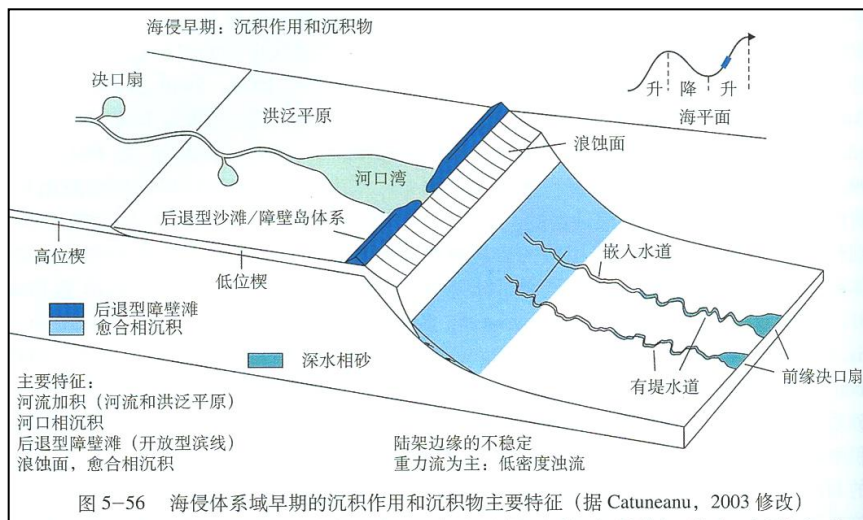 海侵早期：沉积作用和沉积物
决口扇
洪泛平原
升
降
升
海平面
浪蚀面
河口湾
后退型沙滩/障壁岛体系
高位楔
低位楔
嵌入水道
后退型障壁滩
愈合相沉积
深水相砂
有堤水道
前缘决口扇
主要特征：
河流加积（河流和洪泛平原）
河口相沉积
后退型障壁滩（开放型滨线）
浪蚀面，愈合相沉积
陆架边缘的不稳定
重力流为主：低密度浊流
图 5-56 海侵体系域早期的沉积作用和沉积物主要特征（据 Catuneanu，2003 修改）